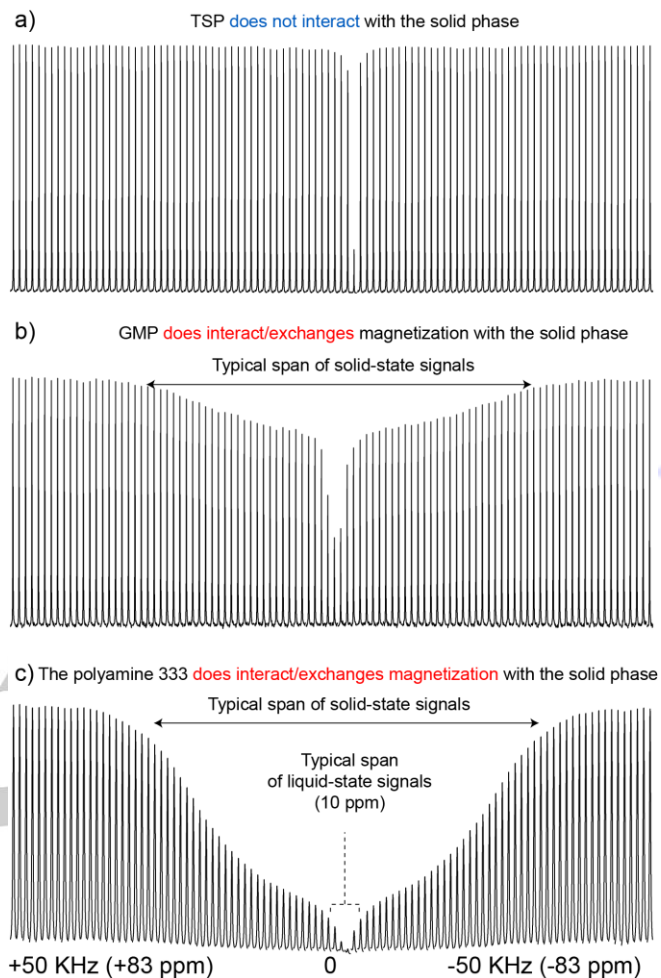 a)
TSP does not interact with the solid phase
b)
GMP does interact/exchanges magnetization with the solid phase
Typical span of solid-state signals
c) The polyamine 333 does interact/exchanges magnetization with the solid phase
Typical span of solid-state signals
Typical span
of liquid-state signals
(10 ppm)
+50 KHz (+83 ppm) 0 -50 KHz (-83 ppm)